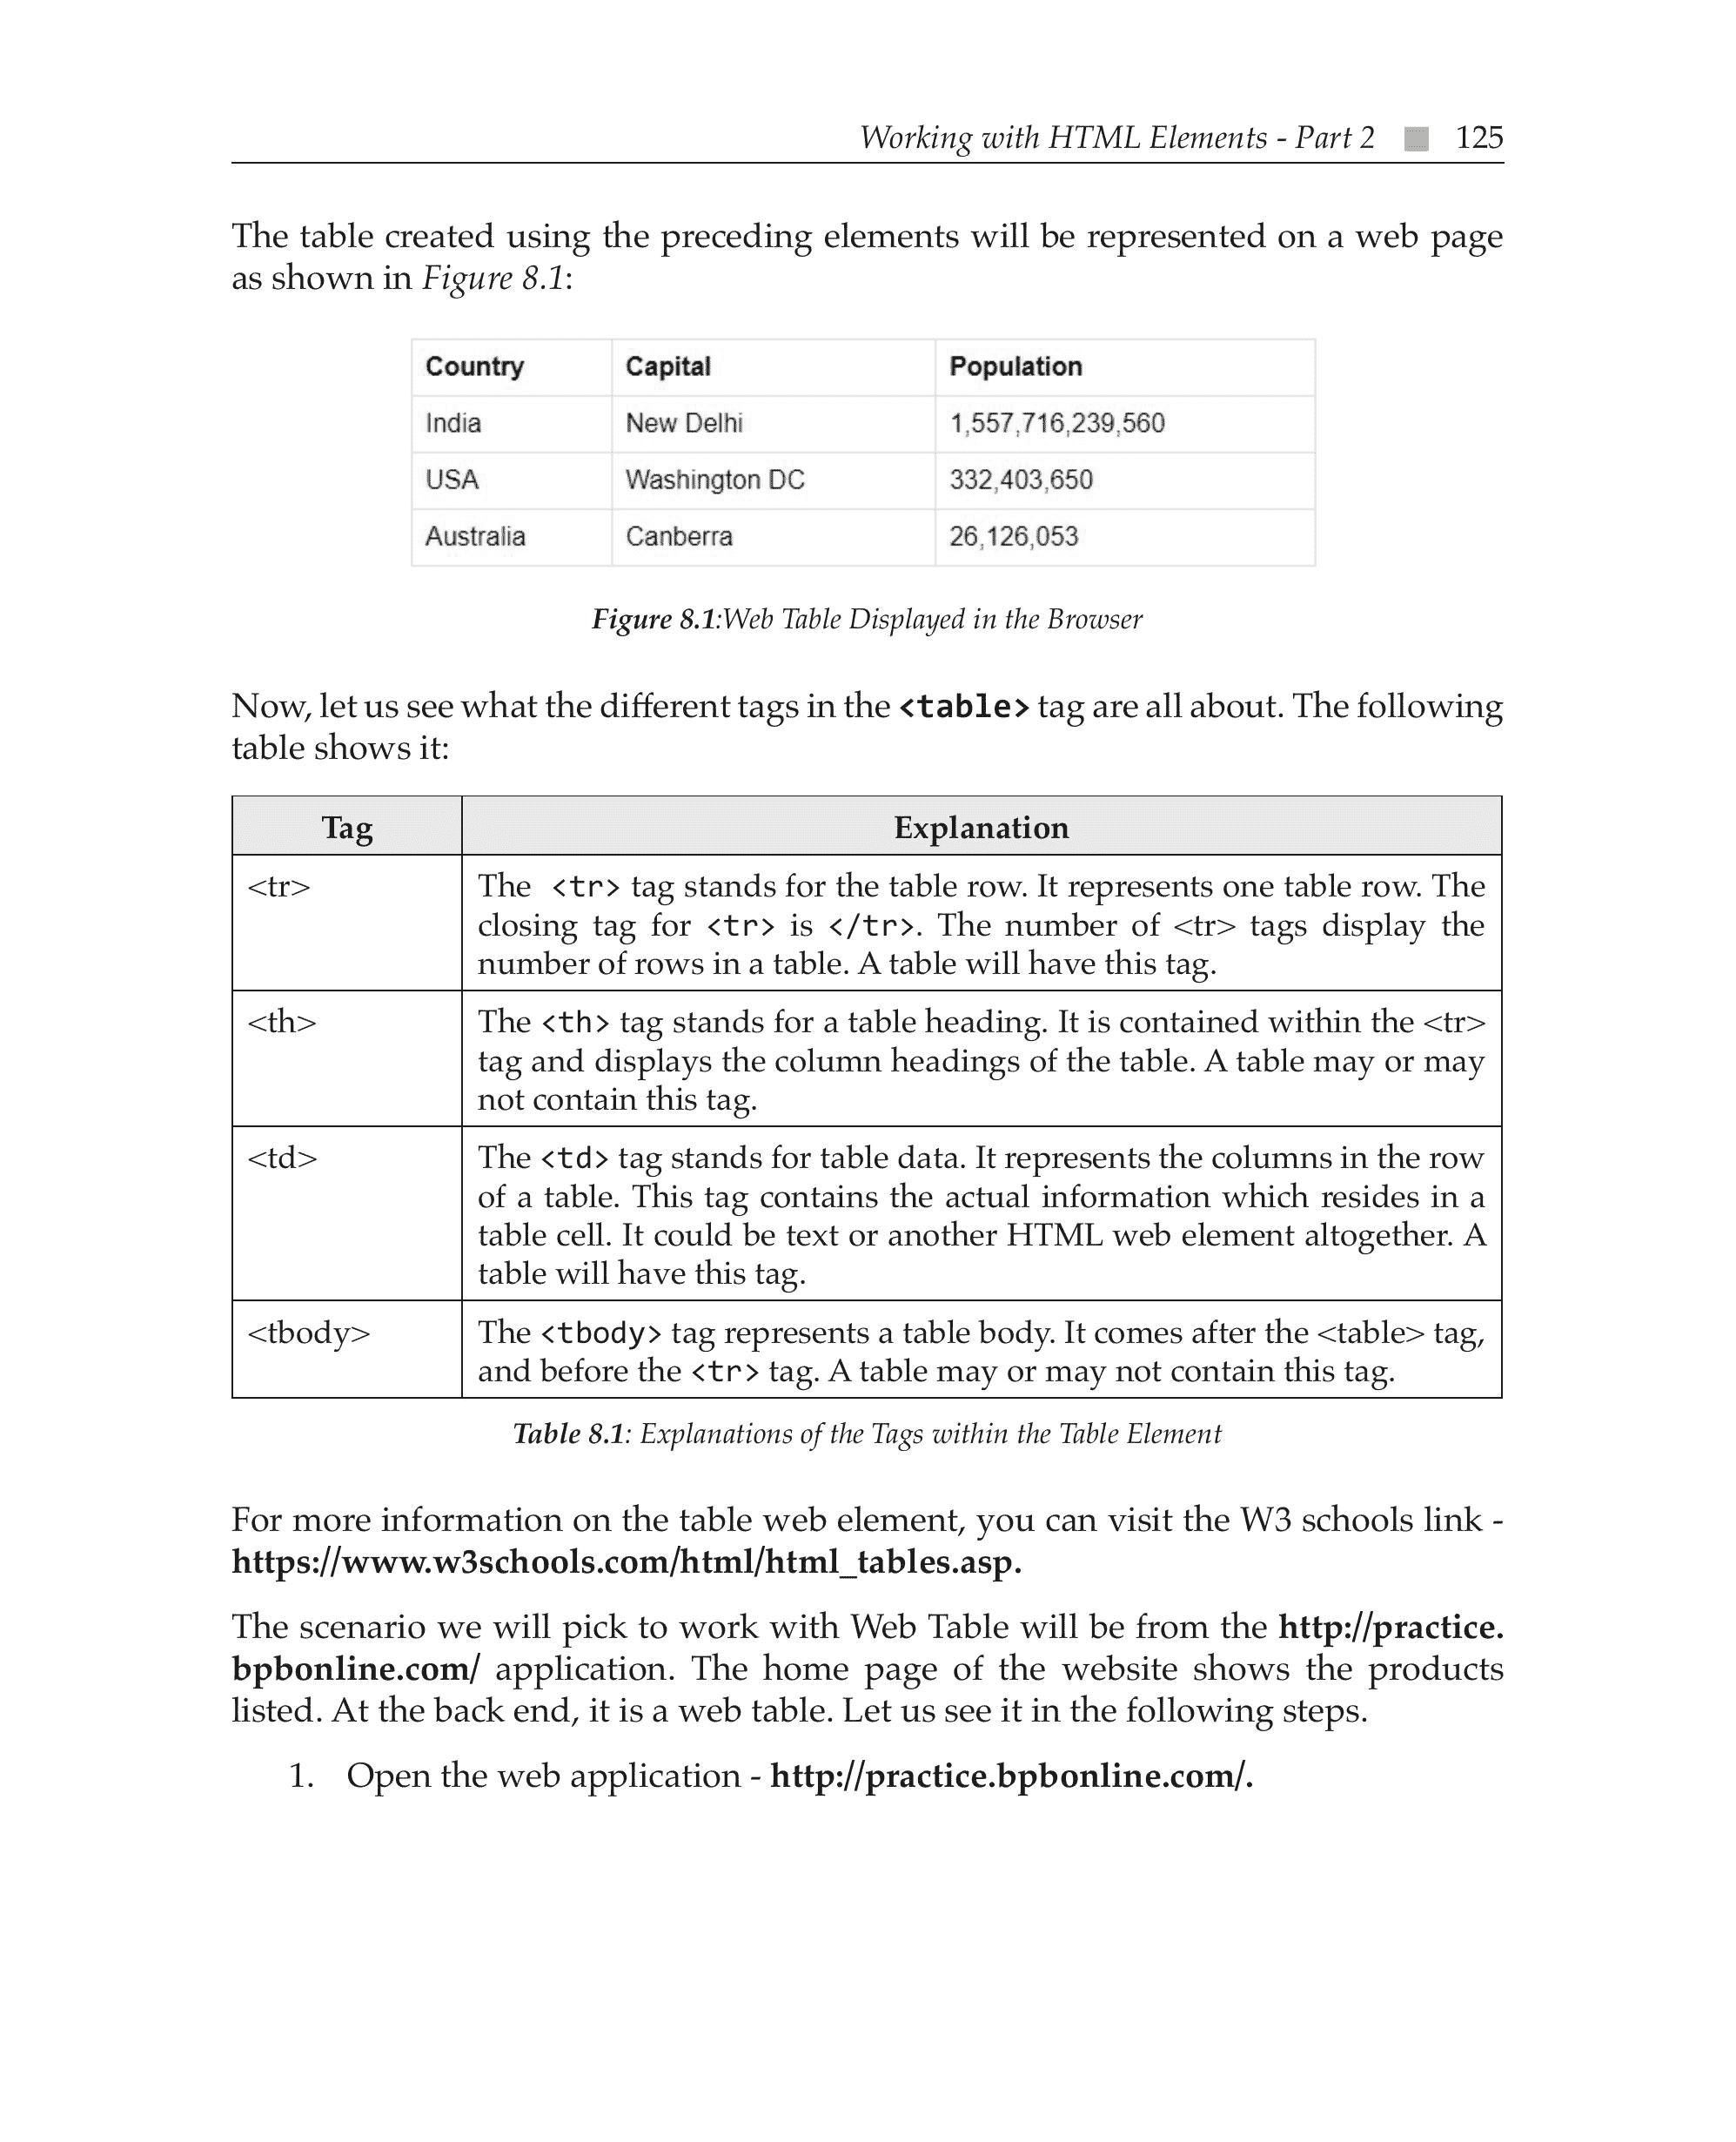 Working with HTML Elements - Part 2 125
The table created using the preceding elements will be represented on a web page
as shown in Figure 8.1:
Country Capital Population
India New Delhi 1,557,716,239,560
USA Washington DC 332,403,650
Australia Canberra 26,126,053
Figure 8.1:Web Table Displayed in the Browser
Now, let us see what the different tags in the <table> tag are all about. The following
table shows it:
Tag Explanation
<tr> The <tr> tag stands for the table row. It represents one table row. The
closing tag for <tr> is </tr>. The number of <tr> tags display the
number of rows in a table. A table will have this tag.
<th> The <th> tag stands for a table heading. It is contained within the <tr>
tag and displays the column headings of the table. A table may or may
not contain this tag.
<td> The <td> tag stands for table data. It represents the columns in the row
of a table. This tag contains the actual information which resides in a
table cell. It could be text or another HTML web element altogether. A
table will have this tag.
<tbody> The <tbody> tag represents a table body. It comes after the <table> tag,
and before the <tr> tag. A table may or may not contain this tag.
Table 8.1: Explanations of the Tags within the Table Element
For more information on the table web element, you can visit the W3 schools link -
https://www.w3schools.com/html/html_tables.asp.
The scenario we will pick to work with Web Table will be from the http://practice.
bpbonline.com/ application. The home page of the website shows the products
listed. At the back end, it is a web table. Let us see it in the following steps.
1. Open the web application - http://practice.bpbonline.com/.